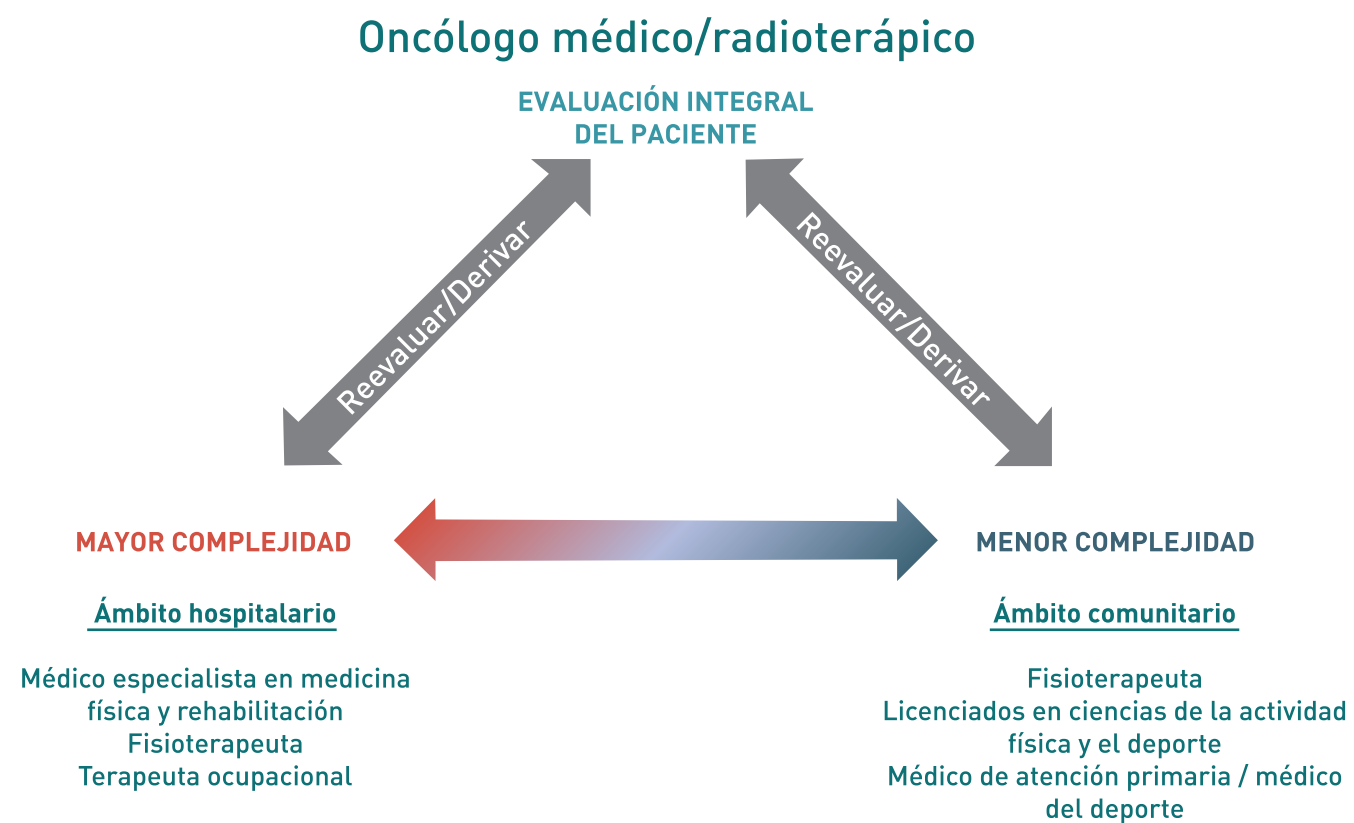 Oncólogo médico/radioterápico
EVALUACIÓN INTEGRAL
DEL PACIENTE
Reevaluar/Derivar
Reevaluar/Derivar
MAYOR COMPLEJIDAD
MENOR COMPLEJIDAD
Ámbito hospitalario
Médico especialista en medicina
física y rehabilitación
Fisioterapeuta
Terapeuta ocupacional
Ámbito comunitario
Fisioterapeuta
Licenciados en ciencias de la actividad
física y el deporte
Médico de atención primaria / médico
del deporte